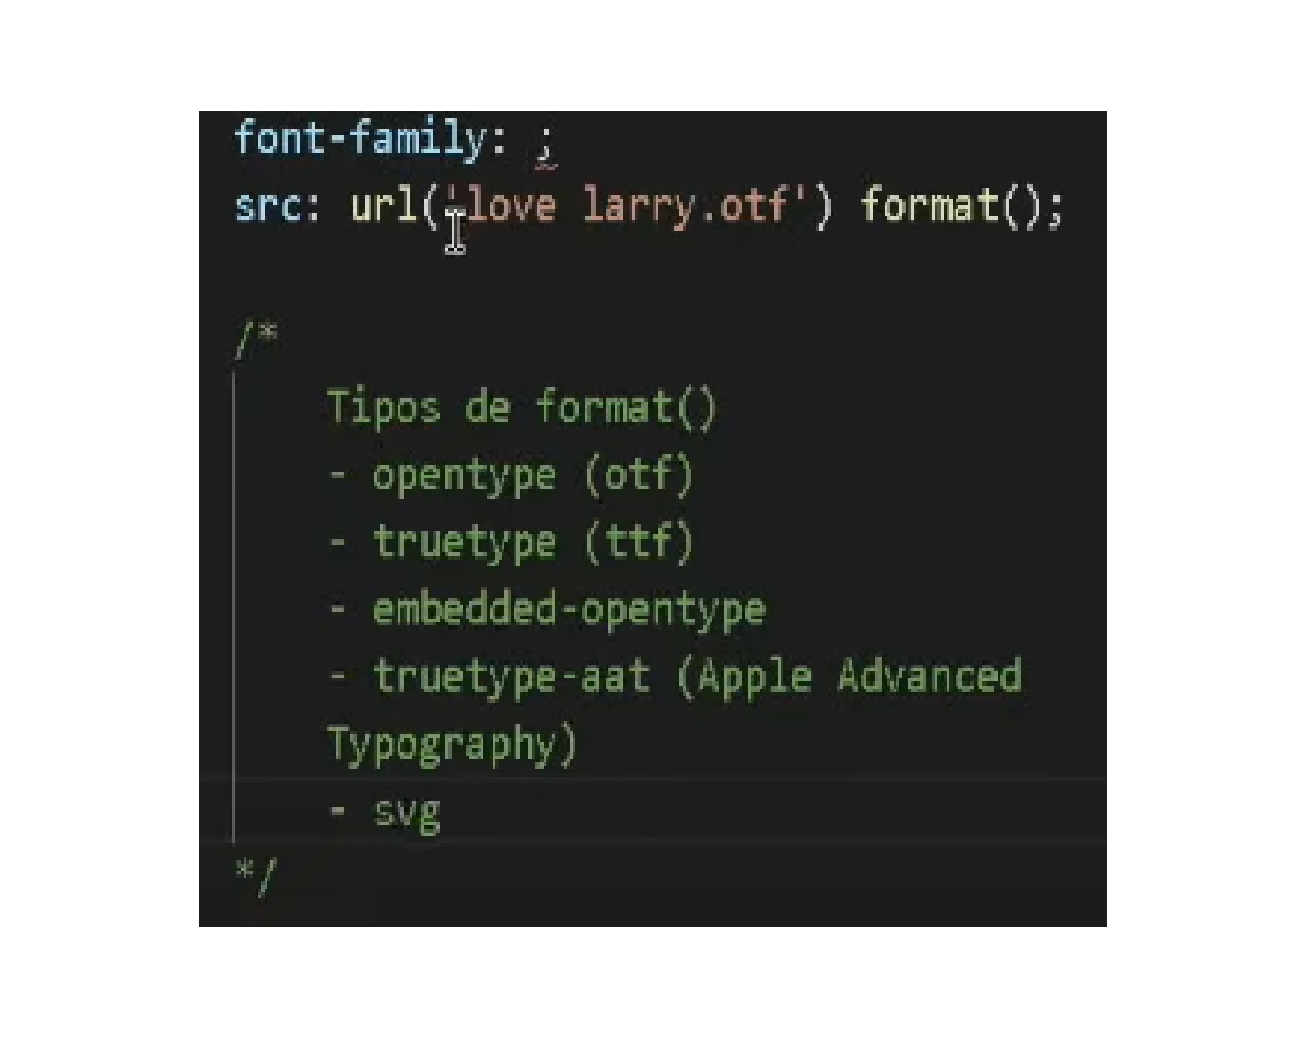 font-family: ;
src: url('love larry.otf') format();
/*
Tipos de format()
- opentype (otf)
- truetype (ttf)
- embedded-opentype
- truetype-aat (Apple Advanced
Typography)
- svg
*/